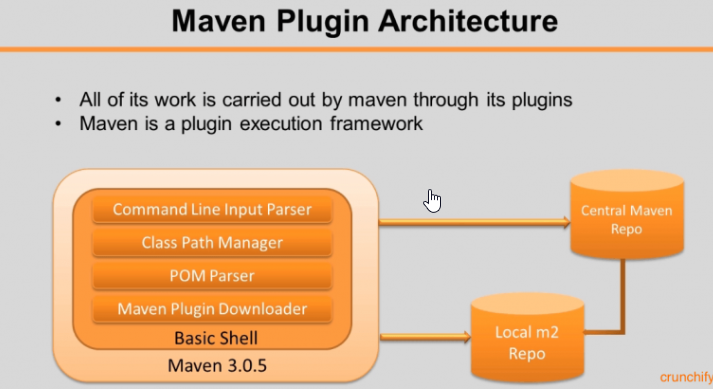 Maven Plugin Architecture
• All of its work is carried out by maven through its plugins
• Maven is a plugin execution framework
Command Line Input Parser
Class Path Manager
POM Parser
Maven Plugin Downloader
Basic Shell
Maven 3.0.5
Central Maven
Repo
Local m2
Repo
crunchify